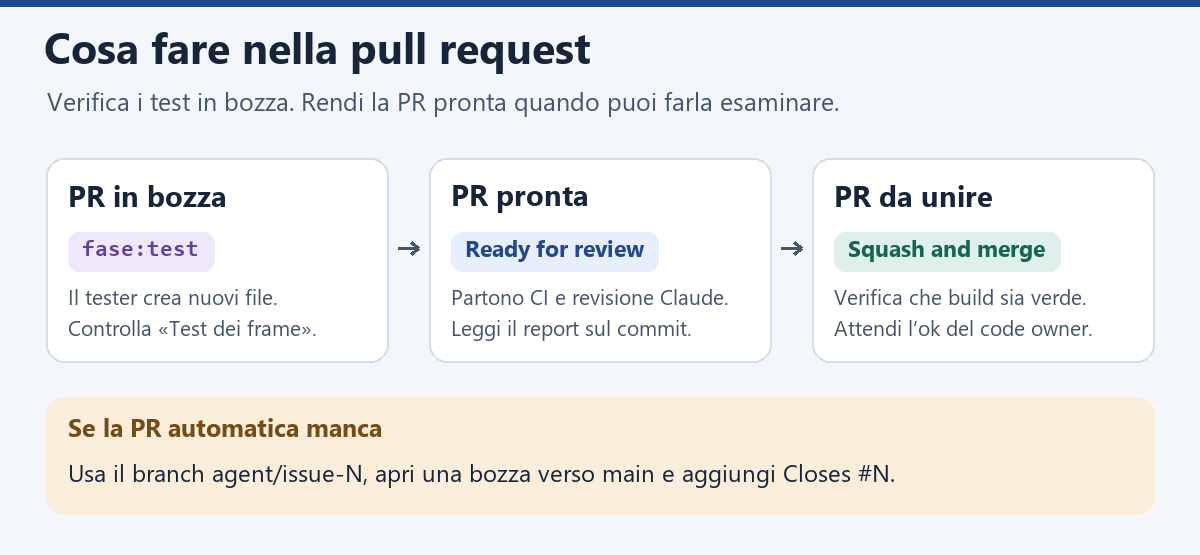 Cosa fare nella pull request
Verifica i test in bozza. Rendi la PR pronta quando puoi farla esaminare.
PR in bozza
fase:test
Il tester crea nuovi file.
Controlla «Test dei frame».
PR pronta
Ready for review
Partono CI e revisione Claude.
Leggi il report sul commit.
PR da unire
Squash and merge
Verifica che build sia verde.
Attendi l’ok del code owner.
Se la PR automatica manca
Usa il branch agent/issue-N, apri una bozza verso main e aggiungi Closes #N.